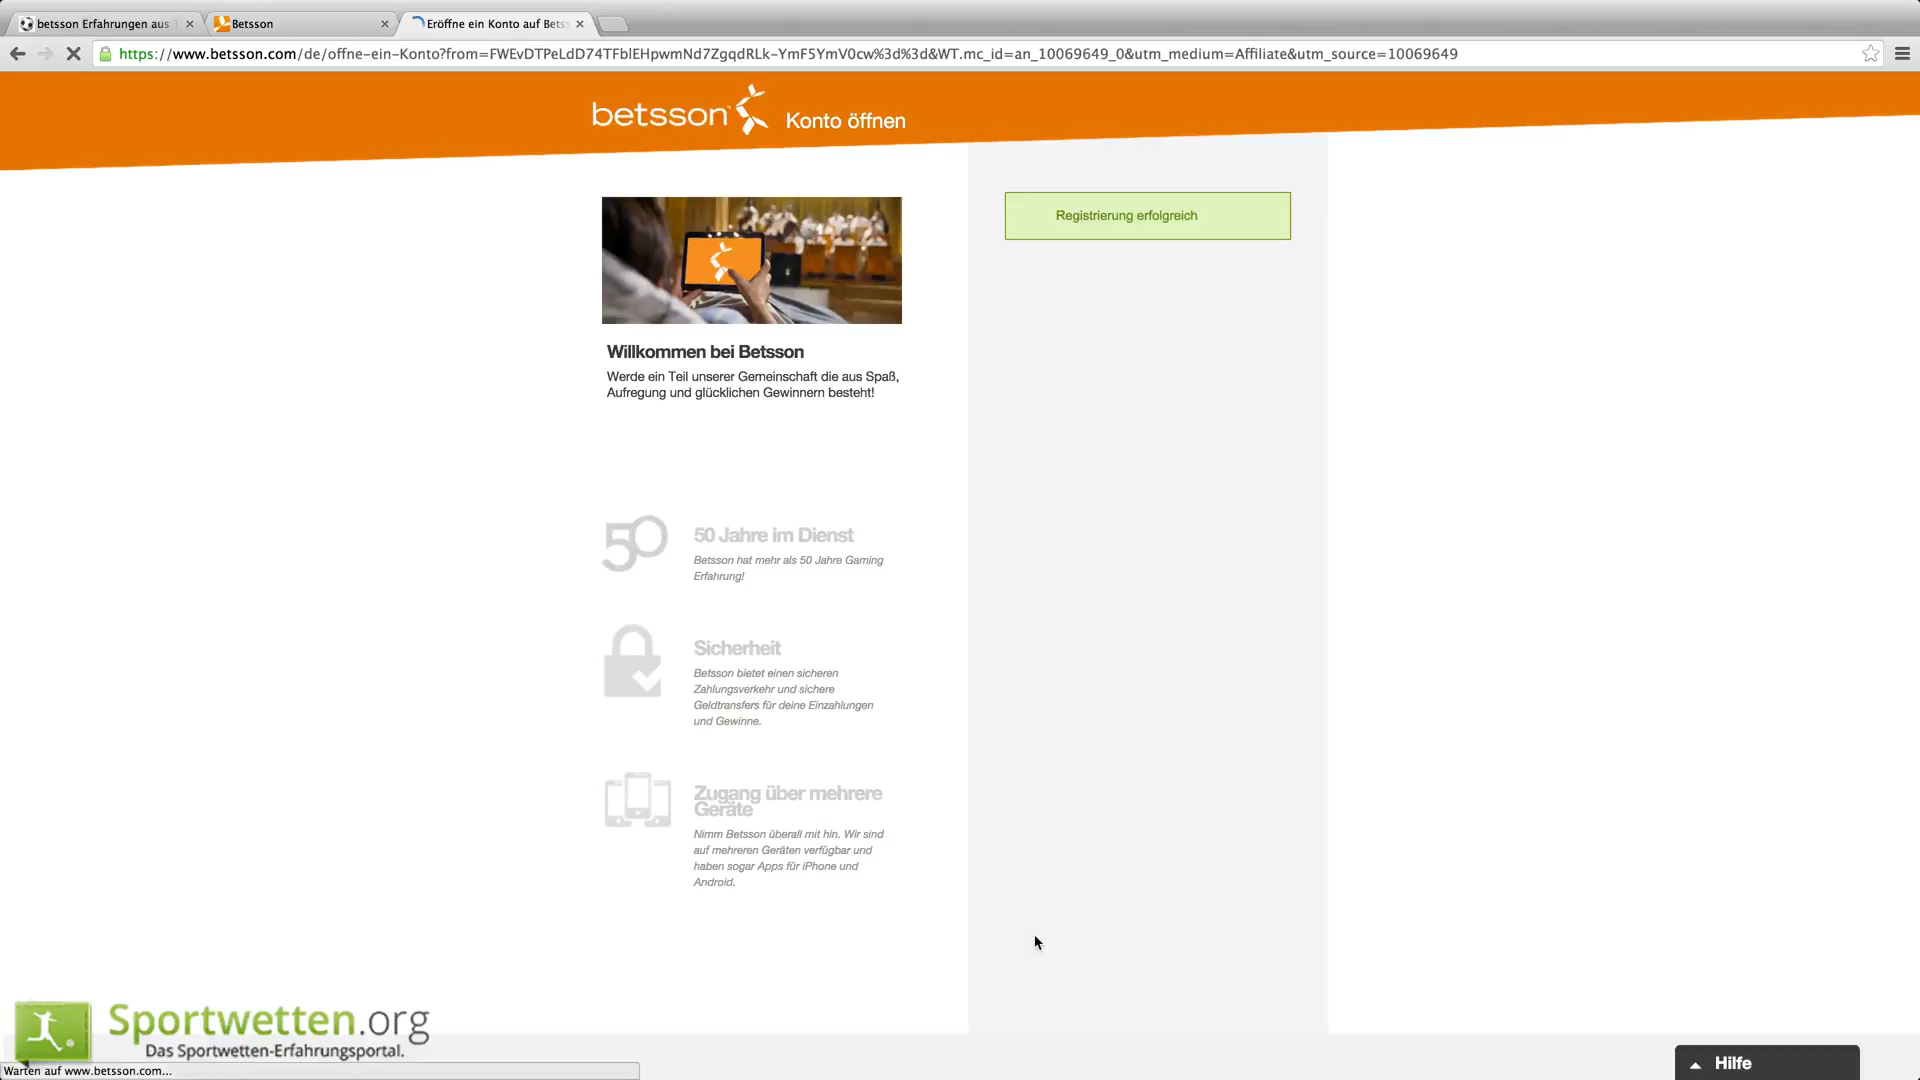 betsson Erfahrungen aus
Betsson
Eröffne ein Konto auf Bets
https://www.betsson.com/de/offne-ein-Konto?from=FWEvDTPeLdD74TFblEHpwmNd7ZgqdRLk-YmF5YmV0cw%3d%3d&WT.mc_id=an_10069649_0&utm_medium=Affiliate&utm_source=10069649
betsson Konto öffnen
Registrierung erfolgreich
Willkommen bei Betsson
Werde ein Teil unserer Gemeinschaft die aus Spaß,
Aufregung und glücklichen Gewinnern besteht!
50
50 Jahre im Dienst
Betsson hat mehr als 50 Jahre Gaming
Erfahrung!
Sicherheit
Betsson bietet einen sicheren
Zahlungsverkehr und sichere
Geldtransfers für deine Einzahlungen
und Gewinne.
Zugang über mehrere
Geräte
Nimm Betsson überall mit hin. Wir sind
auf mehreren Geräten verfügbar und
haben sogar Apps für iPhone und
Android.
Sportwetten.org
Das Sportwetten-Erfahrungsportal.
Warten auf www.betsson.com...
Hilfe